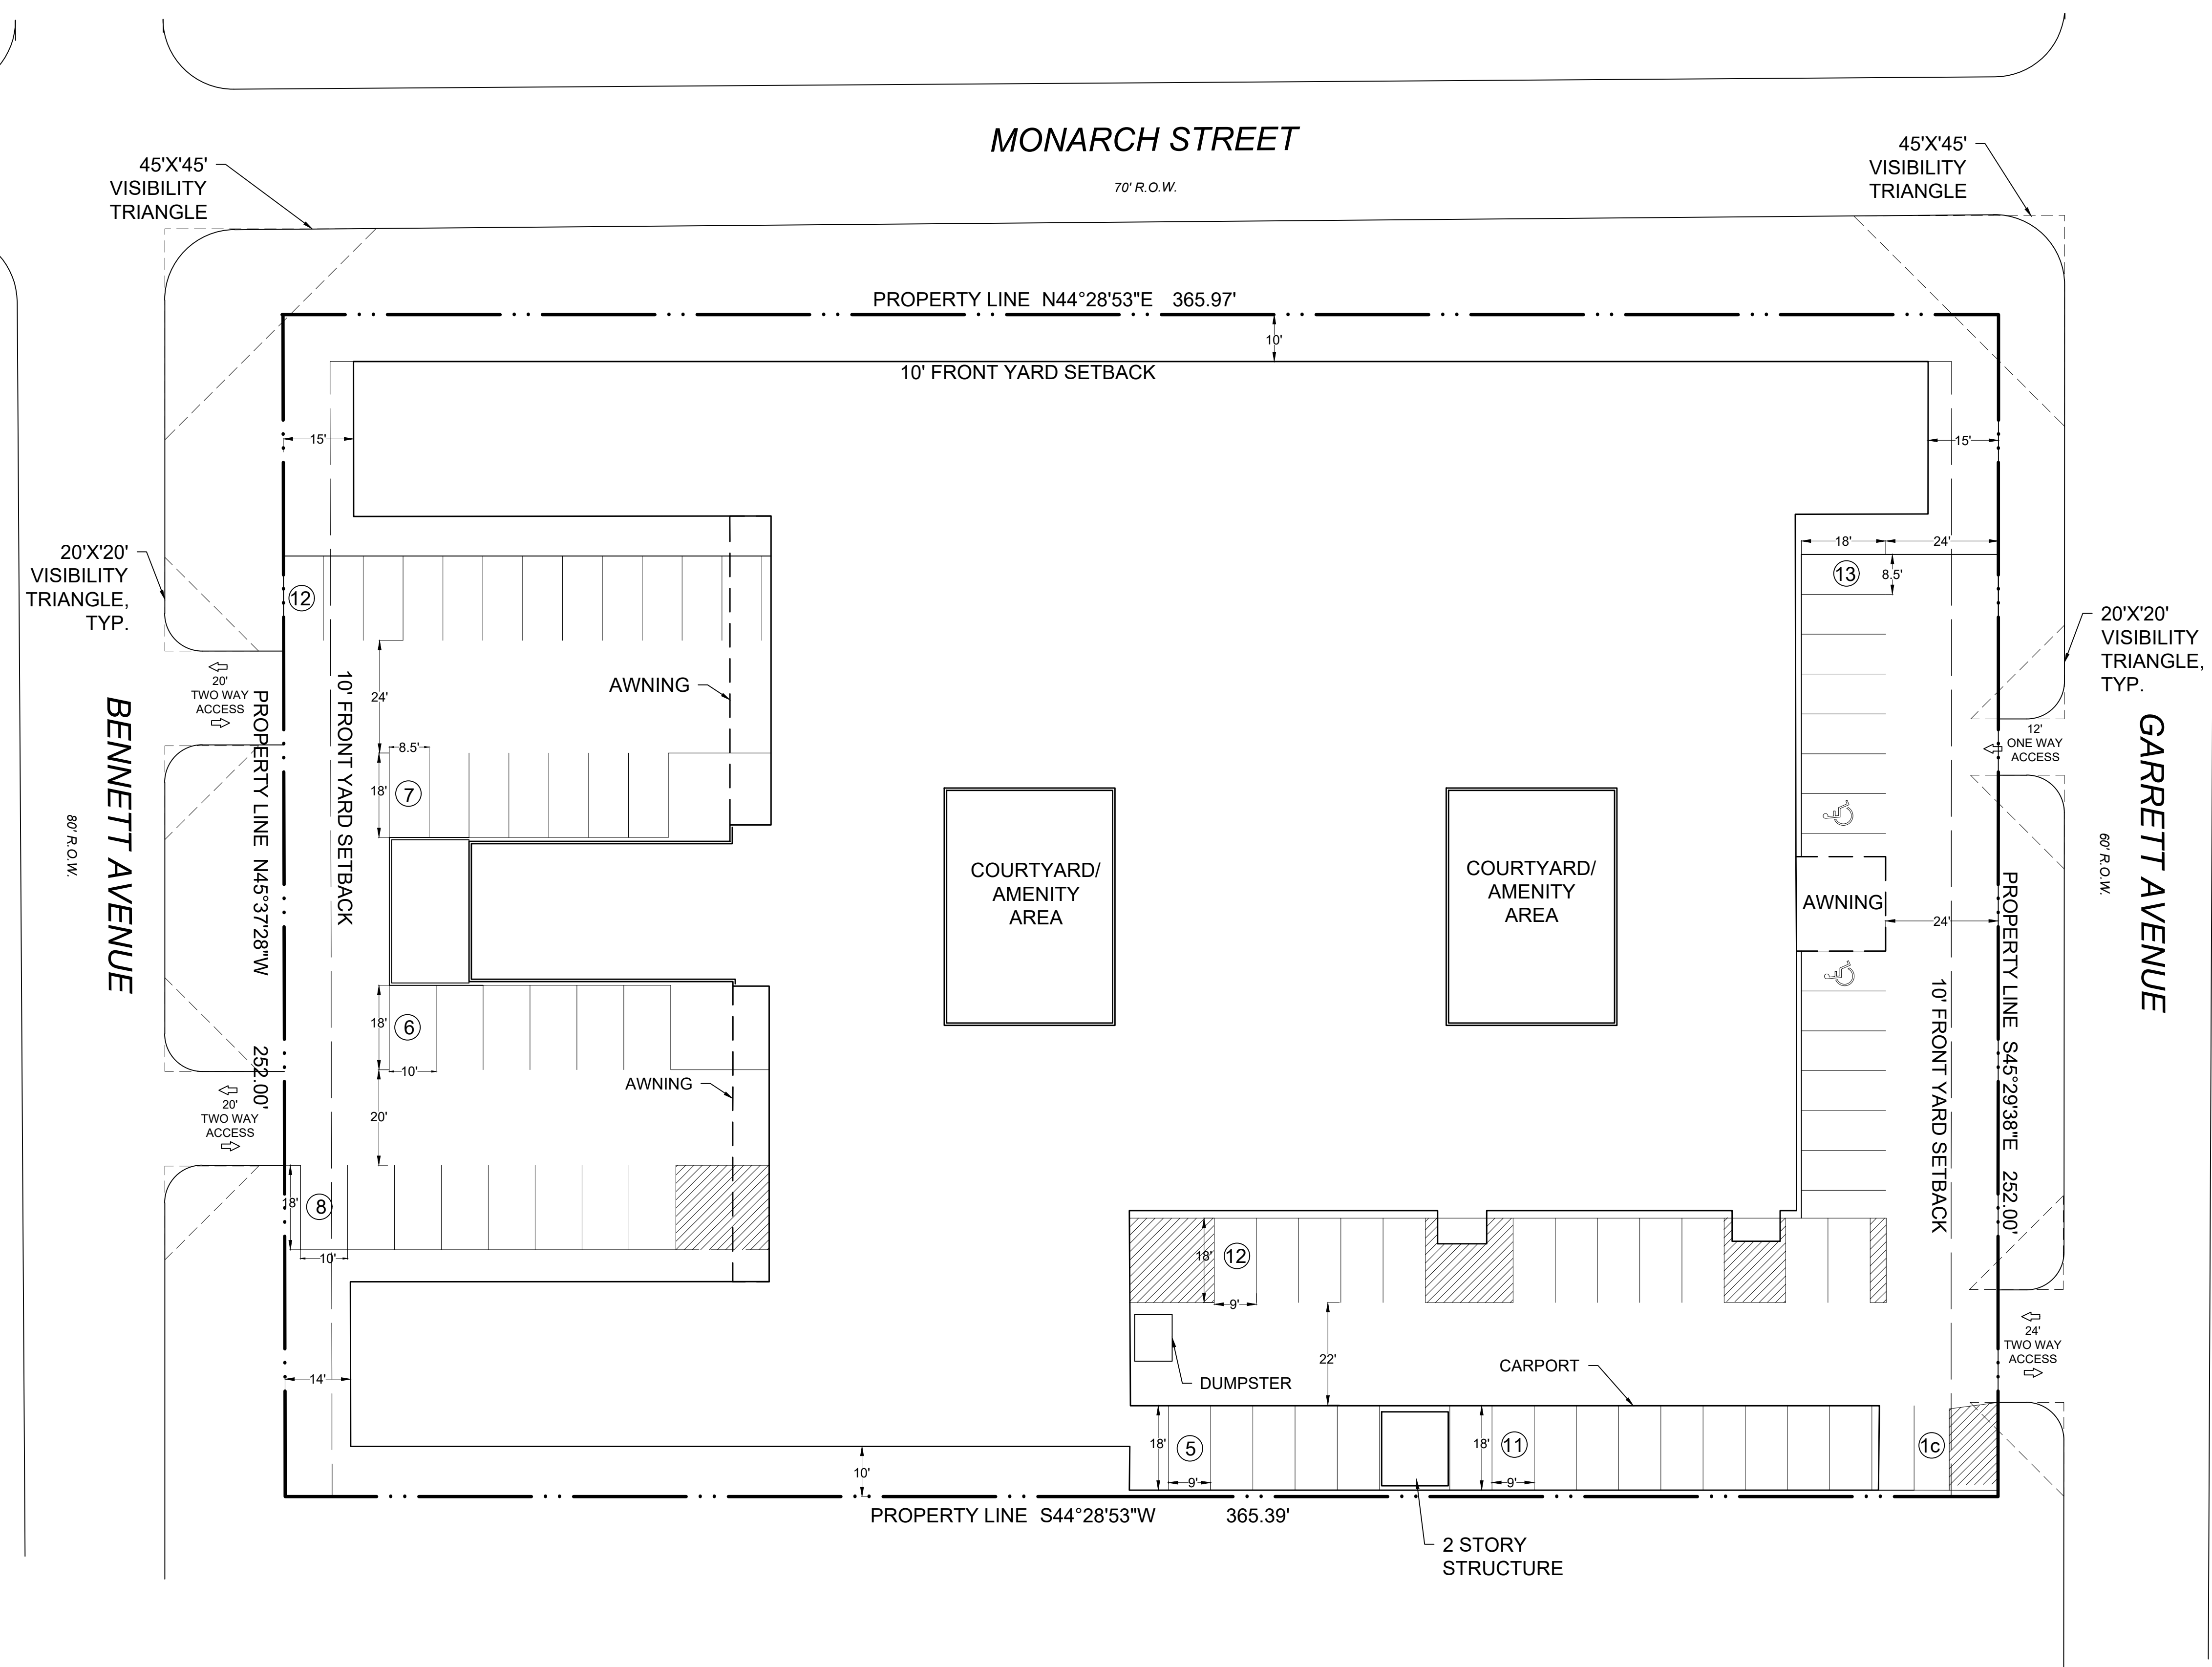 MONARCH STREET
70' R.O.W.
45'X'45'
VISIBILITY
TRIANGLE
45'X'45'
VISIBILITY
TRIANGLE
PROPERTY LINE N44°28'53"E 365.97'
10'
10' FRONT YARD SETBACK
15'
15'
20'X'20'
VISIBILITY
TRIANGLE,
TYP.
12
18'
24'
13
8.5'
20'X'20'
VISIBILITY
TRIANGLE,
TYP.
20'
TWO WAY
ACCESS
24'
AWNING
8.5'
18'
7
12'
ONE WAY
ACCESS
BENNETT AVENUE
80' R.O.W.
PROPERTY LINE N45°37'28"W 252.00'
10' FRONT YARD SETBACK
COURTYARD/
AMENITY
AREA
COURTYARD/
AMENITY
AREA
AWNING
24'
PROPERTY LINE S45°29'38"E 252.00'
10' FRONT YARD SETBACK
GARRETT AVENUE
60' R.O.W.
18'
6
10'
AWNING
20'
20'
TWO WAY
ACCESS
18'
8
10'
18'
12
9'
24'
TWO WAY
ACCESS
22'
CARPORT
DUMPSTER
14'
18'
5
9'
18'
11
9'
1c
10'
PROPERTY LINE S44°28'53"W 365.39'
2 STORY
STRUCTURE